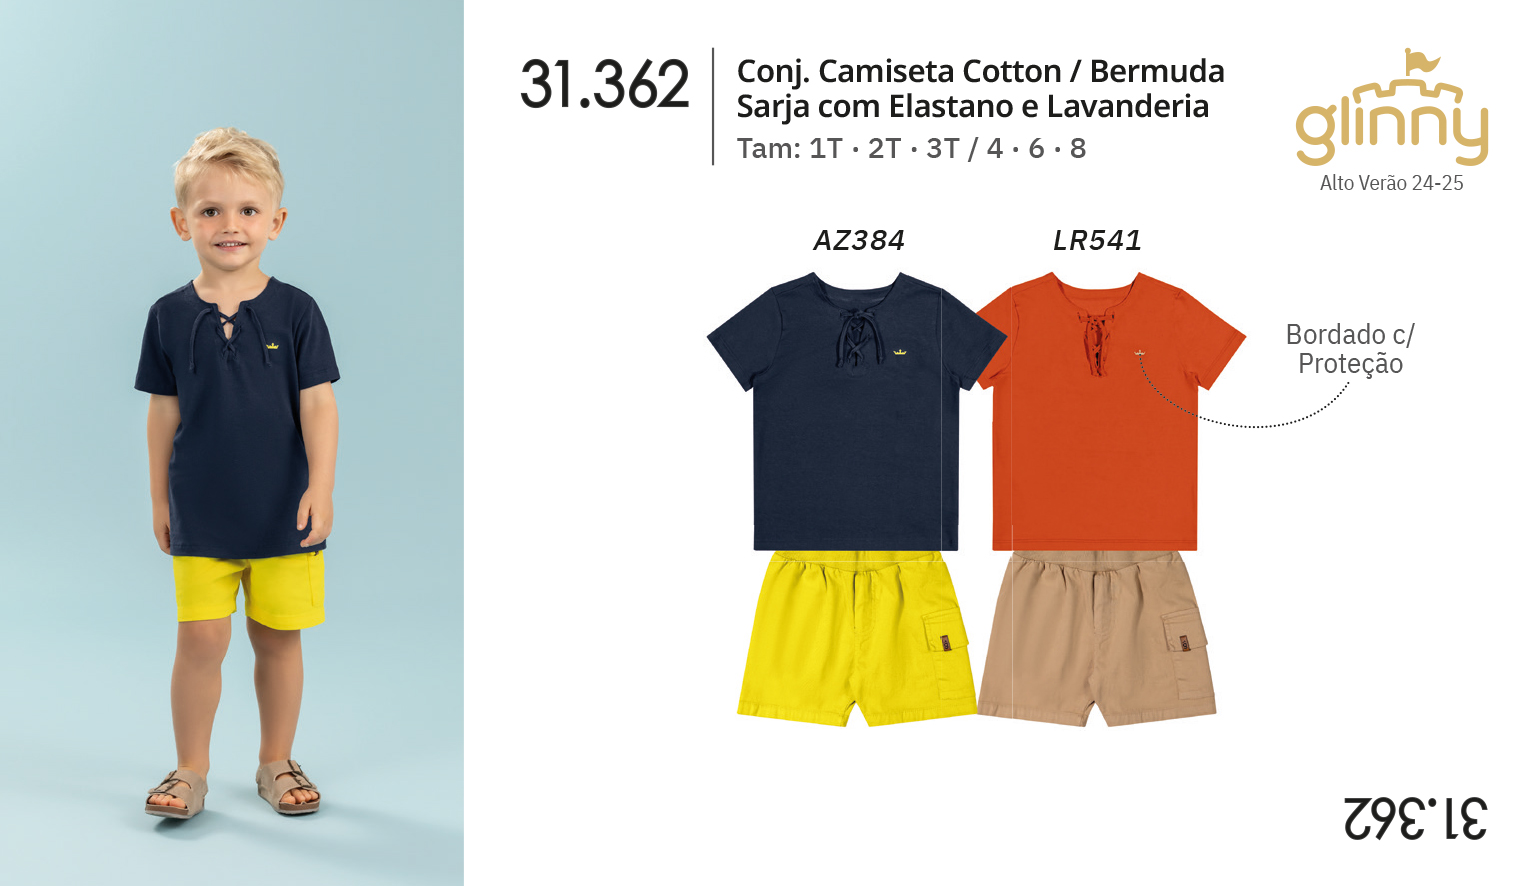 31.362
Conj. Camiseta Cotton / Bermuda
Sarja com Elastano e Lavanderia
Tam: 1T · 2T · 3T / 4 · 6 · 8
glinny
Alto Verão 24-25
AZ384
LR541
Bordado c/
Proteção
31.362